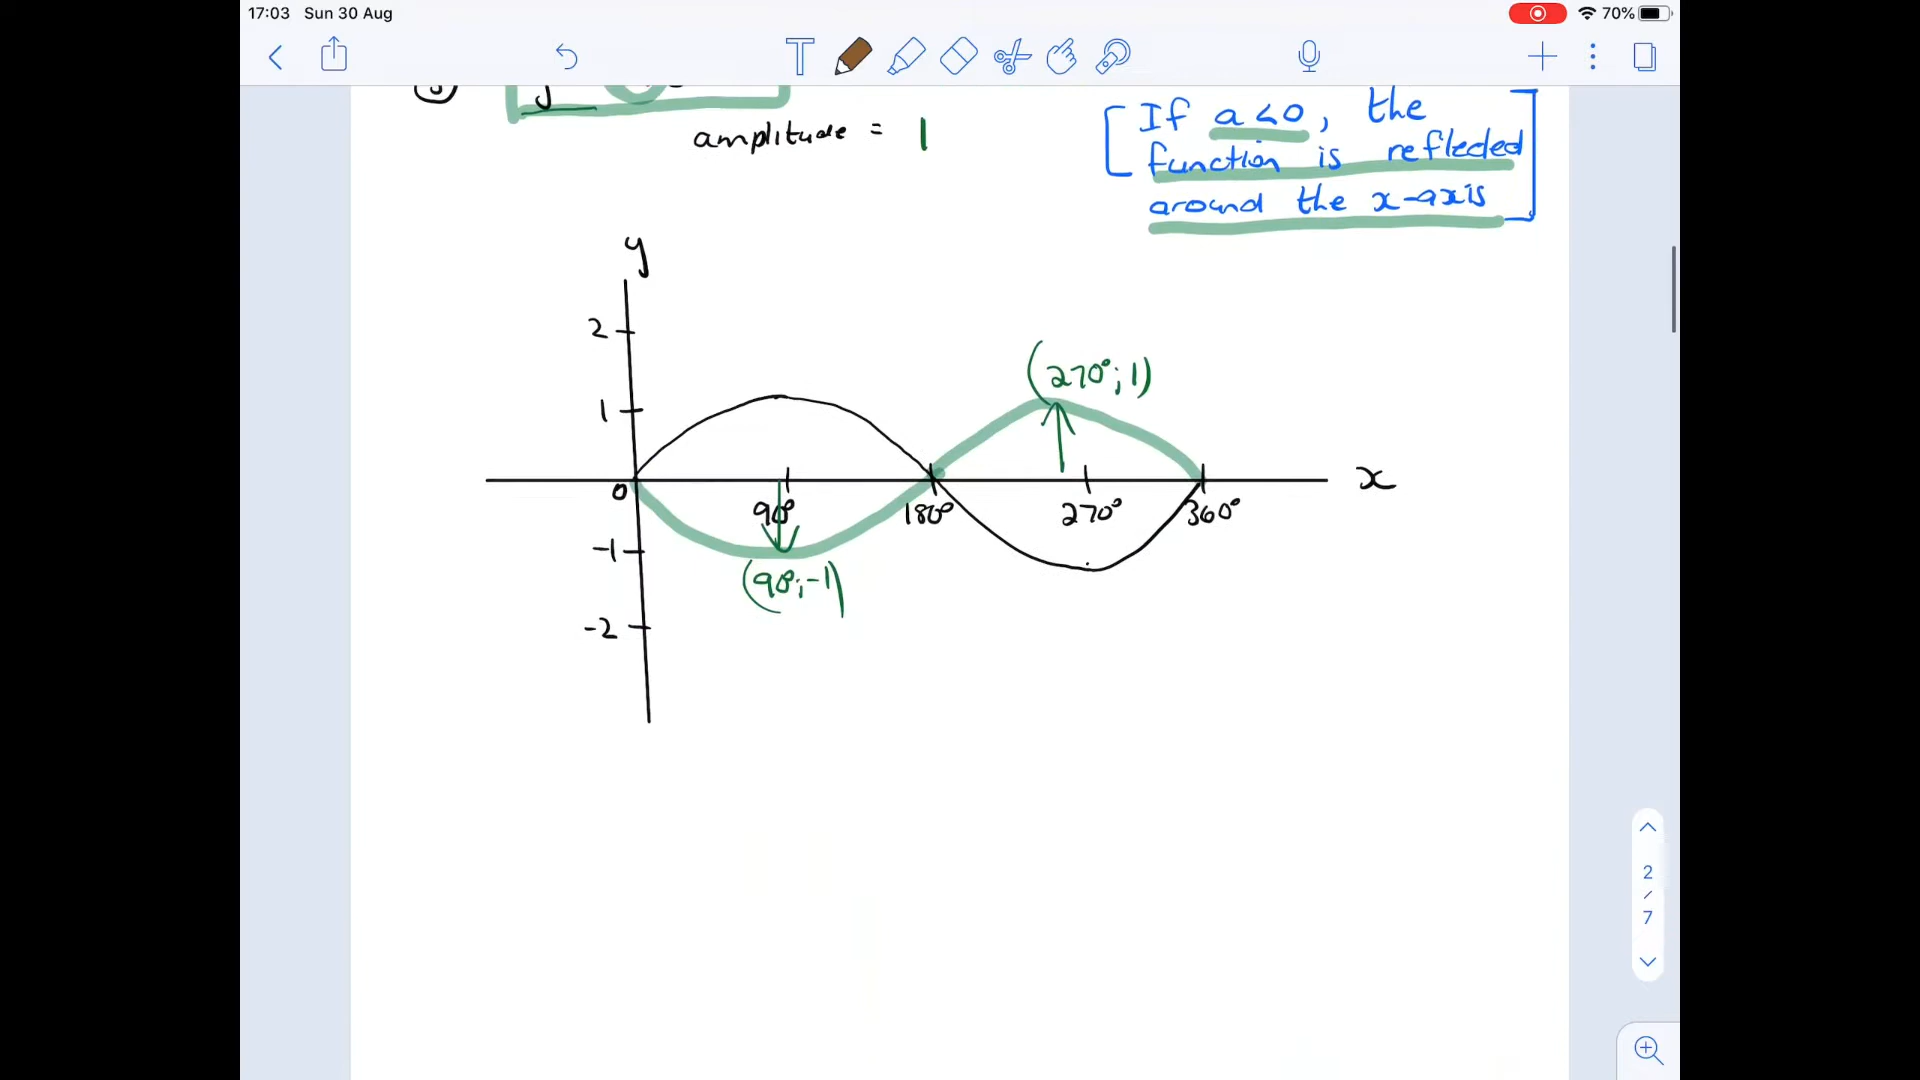 17:03 Sun 30 Aug
70%
T
y
amplitude = 1
If a<0, the
function is reflected
around the x-axis
y
2
1
0
-1
-2
(270°; 1)
90°
180°
270°
360°
x
(90°; -1)
2
/
7